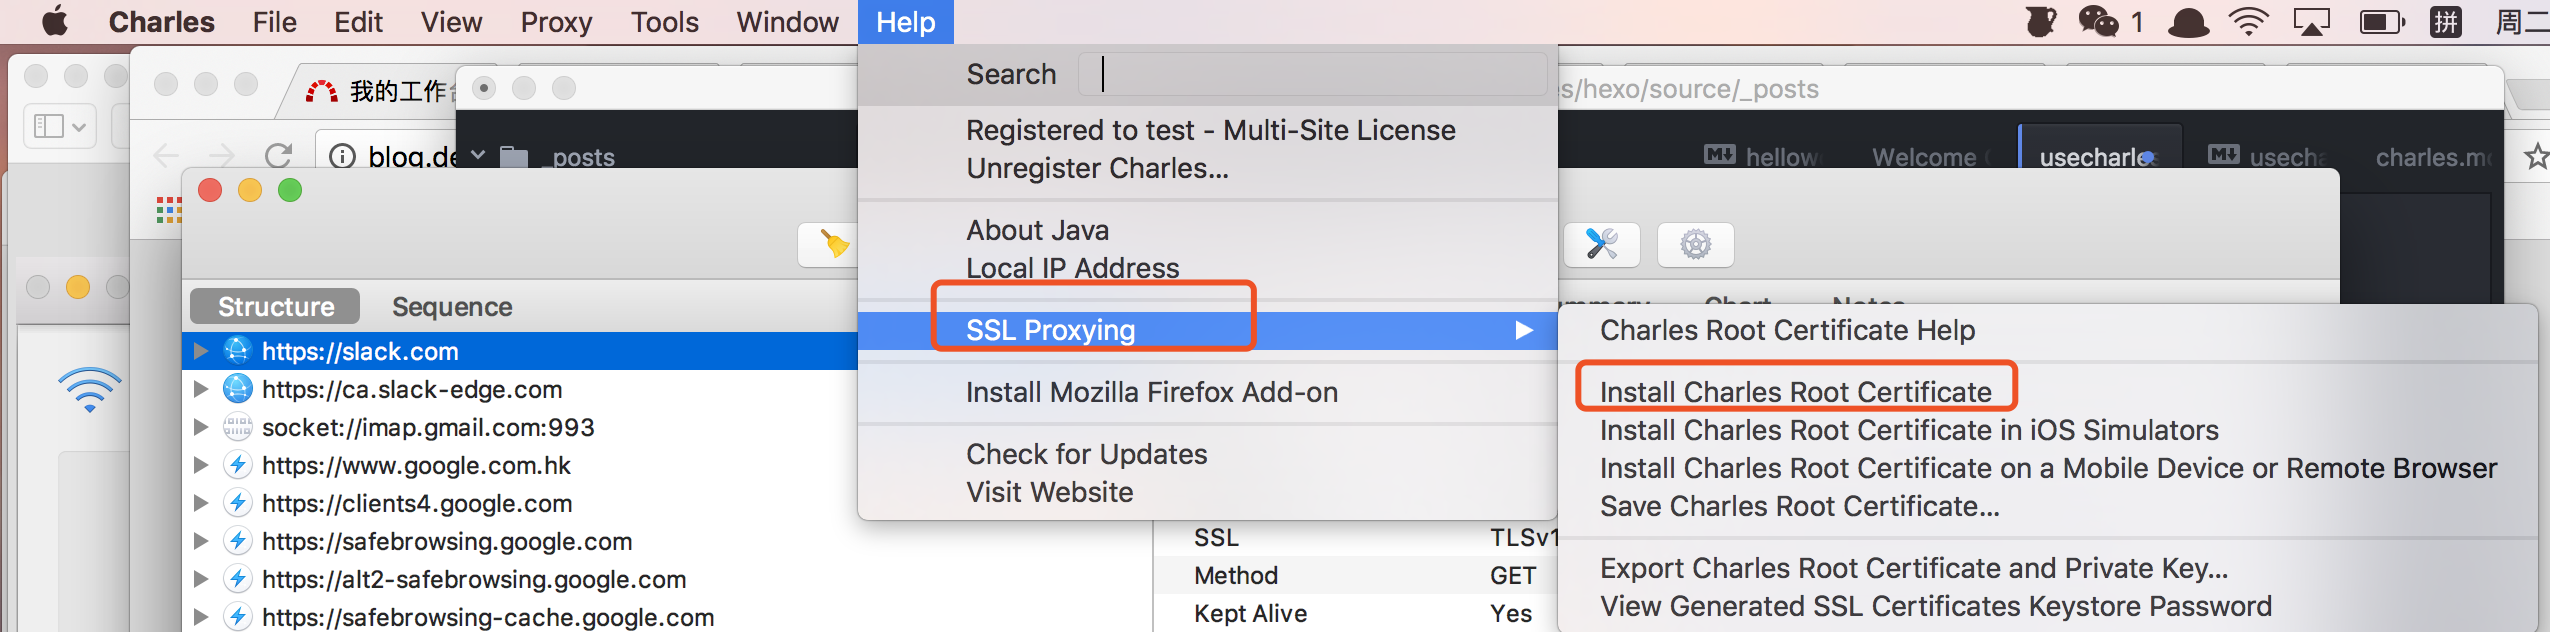 Charles File Edit View Proxy Tools Window Help 1 拼 周二
Search
s/hexo/source/_posts
我的工作台
Registered to test - Multi-Site License
blog.de
_posts
hellow Welcome usecharles usecha charles.m
Unregister Charles...
About Java
Local IP Address
Structure Sequence
Summary Chart Notes
SSL Proxying
Charles Root Certificate Help
https://slack.com
https://ca.slack-edge.com
Install Mozilla Firefox Add-on
Install Charles Root Certificate
socket://imap.gmail.com:993
Install Charles Root Certificate in iOS Simulators
https://www.google.com.hk
Check for Updates
Install Charles Root Certificate on a Mobile Device or Remote Browser
https://clients4.google.com
Visit Website
Save Charles Root Certificate...
https://safebrowsing.google.com
SSL TLSv1
https://alt2-safebrowsing.google.com
Method GET
Export Charles Root Certificate and Private Key...
https://safebrowsing-cache.google.com
Kept Alive Yes
View Generated SSL Certificates Keystore Password